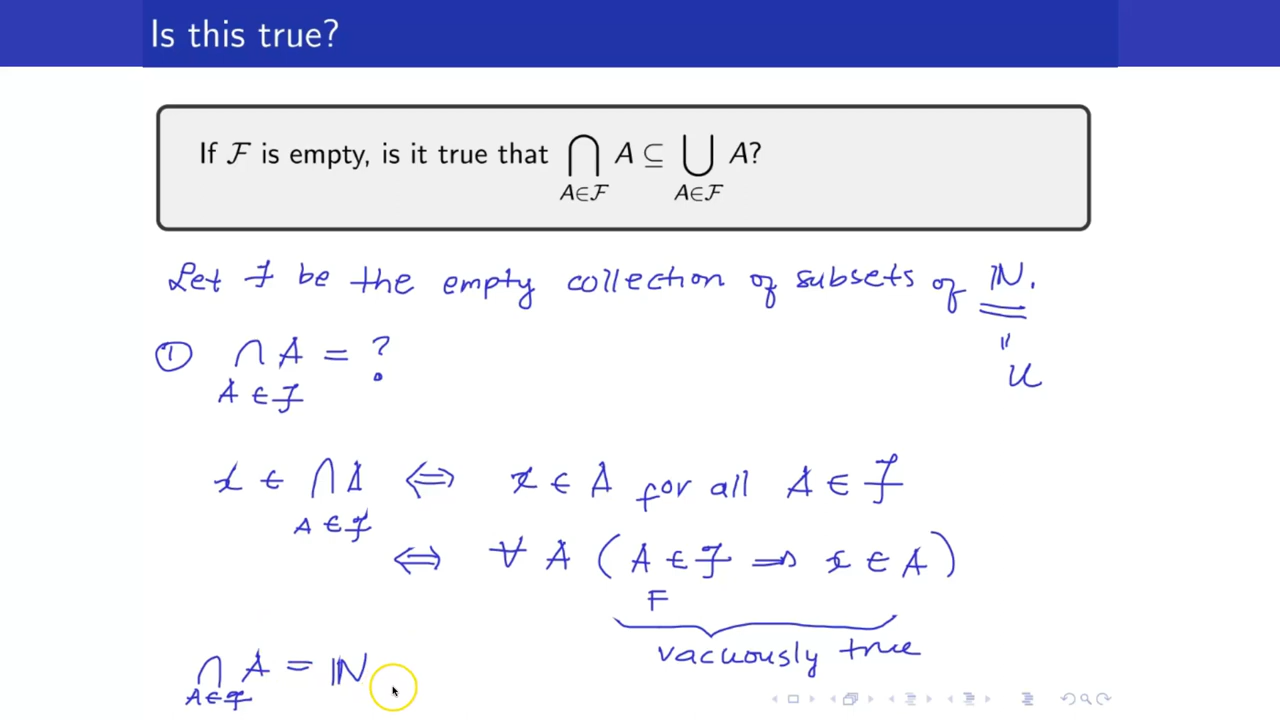 Is this true?
If ℱ is empty, is it true that ⋂ A ⊆ ⋃ A?
A∈ℱ A∈ℱ
Let ℱ be the empty collection of subsets of ℕ.
① ∩ A = ?
A ∈ ℱ
"
U
x ∈ ∩ A ⇔ x ∈ A for all A ∈ ℱ
A ∈ ℱ
⇔ ∀ A ( A ∈ ℱ ⇒ x ∈ A )
F
vacuously true
∩ A = ℕ
A∈ℱ